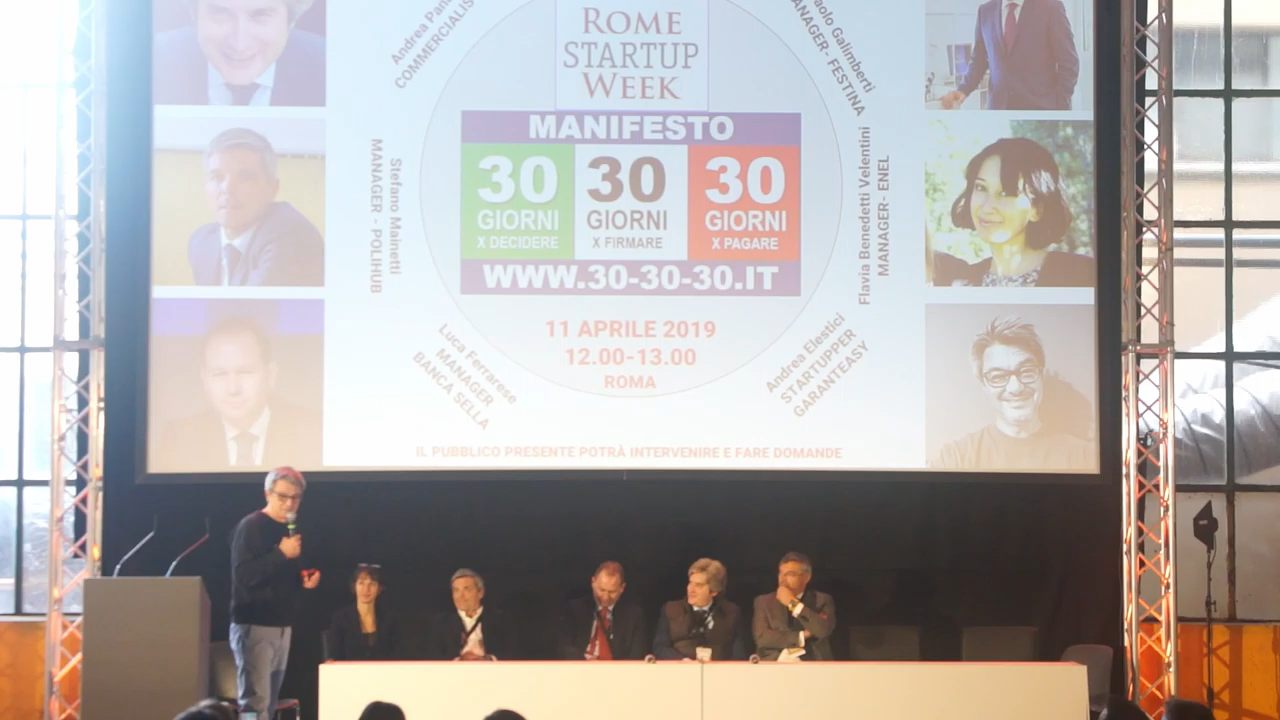 ROME
STARTUP
WEEK
MANIFESTO
30 30 30
GIORNI GIORNI GIORNI
X DECIDERE X FIRMARE X PAGARE
WWW.30-30-30.IT
11 APRILE 2019
12.00-13.00
ROMA
Andrea
COMMERCIALIS
Stefano Mainetti
MANAGER - POLIHUB
Luca Ferrarese
MANAGER
BANCA SELLA
Galimberti
MANAGER- FESTINA
Flavia Benedetti Velentini
MANAGER- ENEL
Andrea Elestici
STARTUPPER
GARANTEASY
IL PUBBLICO PRESENTE POTRÀ INTERVENIRE E FARE DOMANDE